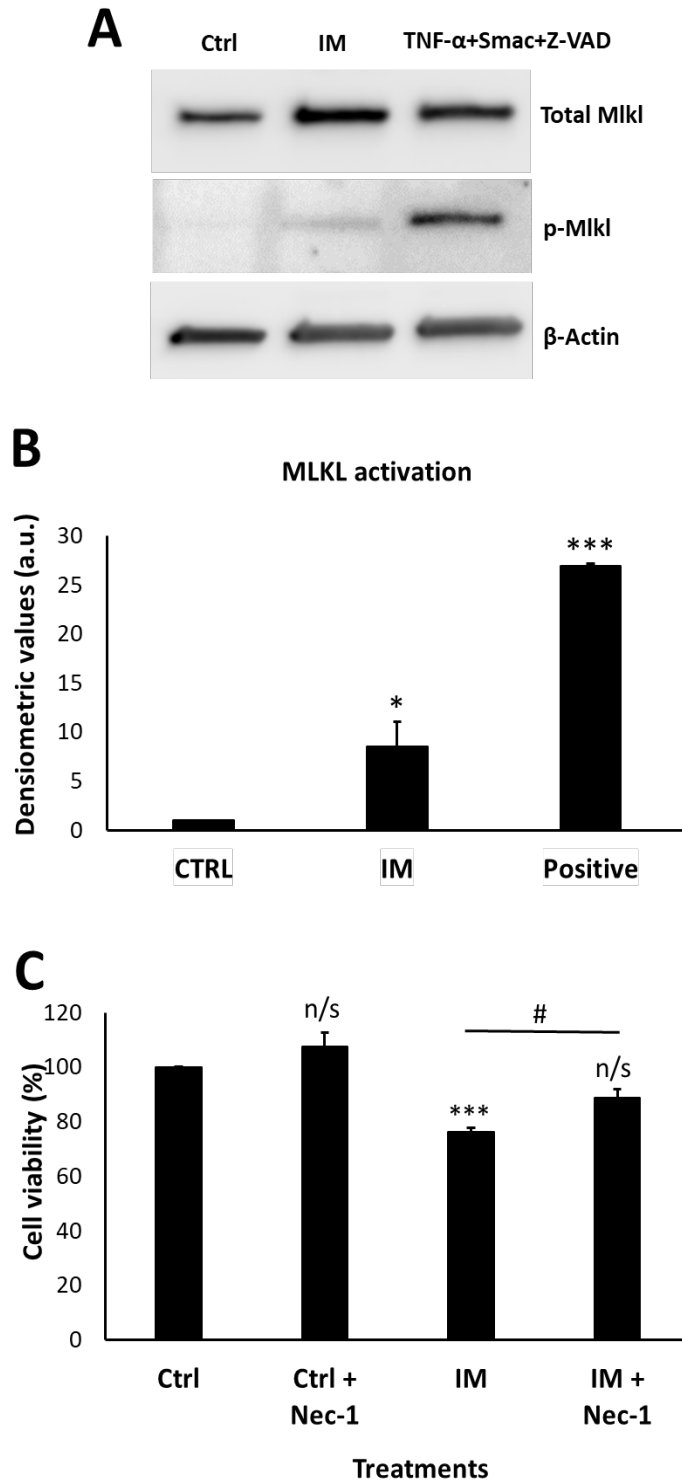 A
Ctrl IM TNF-α+Smac+Z-VAD
Total Mlkl
p-Mlkl
β-Actin
B
MLKL activation
Densiometric values (a.u.)
30
25
20
15
10
5
0
*
***
CTRL IM Positive
C
Cell viability (%)
120
100
80
60
40
20
0
n/s
***
#
n/s
Ctrl Ctrl + IM IM +
Nec-1 Nec-1
Treatments